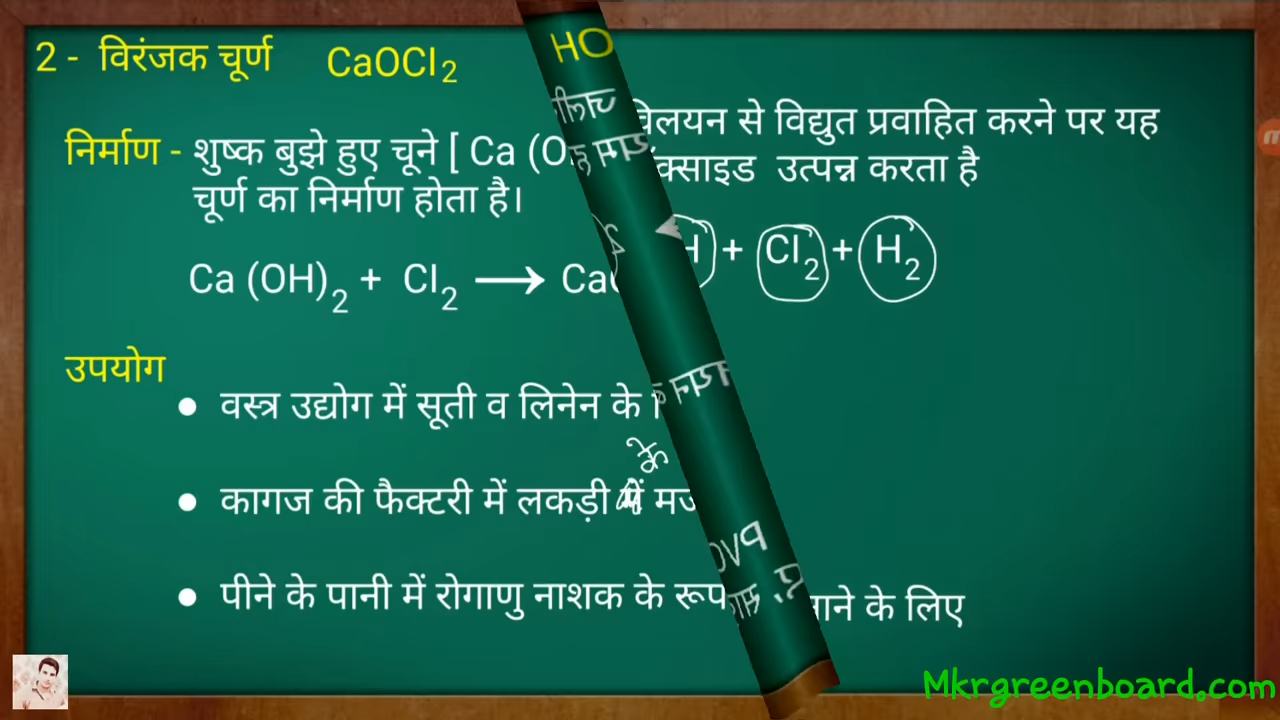 2 - विरंजक चूर्ण CaOCl₂
HO
निर्माण - शुष्क बुझे हुए चूने [ Ca (O
चूर्ण का निर्माण होता है।
विलयन से विद्युत प्रवाहित करने पर यह
क्साइड उत्पन्न करता है
Ca (OH)₂ + Cl₂ ⟶ Ca
H + Cl₂ + H₂
उपयोग
● वस्त्र उद्योग में सूती व लिनेन के
के
● कागज की फैक्टरी में लकड़ी
● पीने के पानी में रोगाणु नाशक के रूप
के लिए
Mkrgreenboard.com